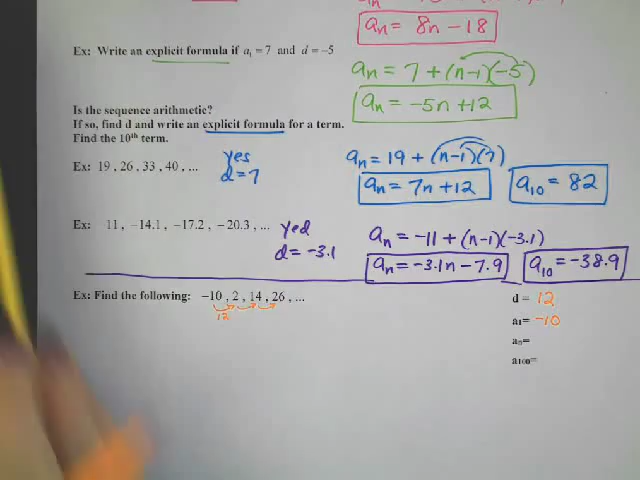 aₙ = 8n − 18
Ex: Write an explicit formula if a₁ = 7 and d = −5
aₙ = 7 + (n−1)(−5)
aₙ = −5n + 12
Is the sequence arithmetic?
If so, find d and write an explicit formula for a term.
Find the 10th term.
Ex: 19 , 26 , 33 , 40 , ...
yes
d = 7
aₙ = 19 + (n−1)(7)
aₙ = 7n + 12
a₁₀ = 82
Ex: 11 , −14.1, −17.2, −20.3, ...
yed
d = −3.1
aₙ = −11 + (n−1)(−3.1)
aₙ = −3.1n − 7.9
a₁₀ = −38.9
Ex: Find the following: −10 , 2 , 14 , 26 , ...
12
d = 12
a₁= −10
aₙ=
a₁₀₀=